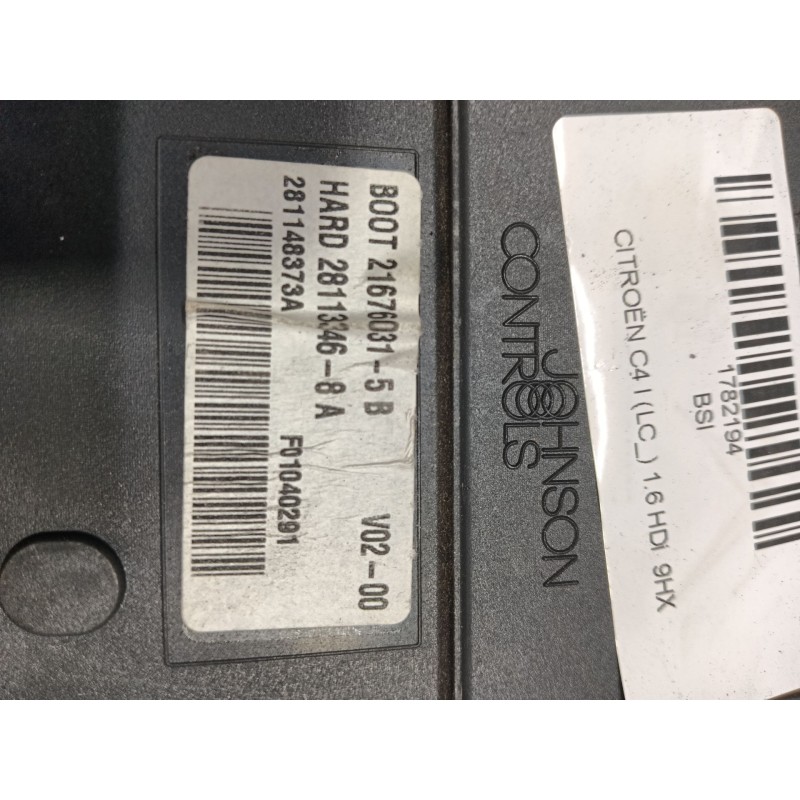 BOOT 21676031-5 B V02-00
HARD 2811346-8 A
281148373A F01040291
JOHNSON
CONTROLS
1782194
BSI
CITROËN C4 I (LC_) 1.6 HDi 9HX